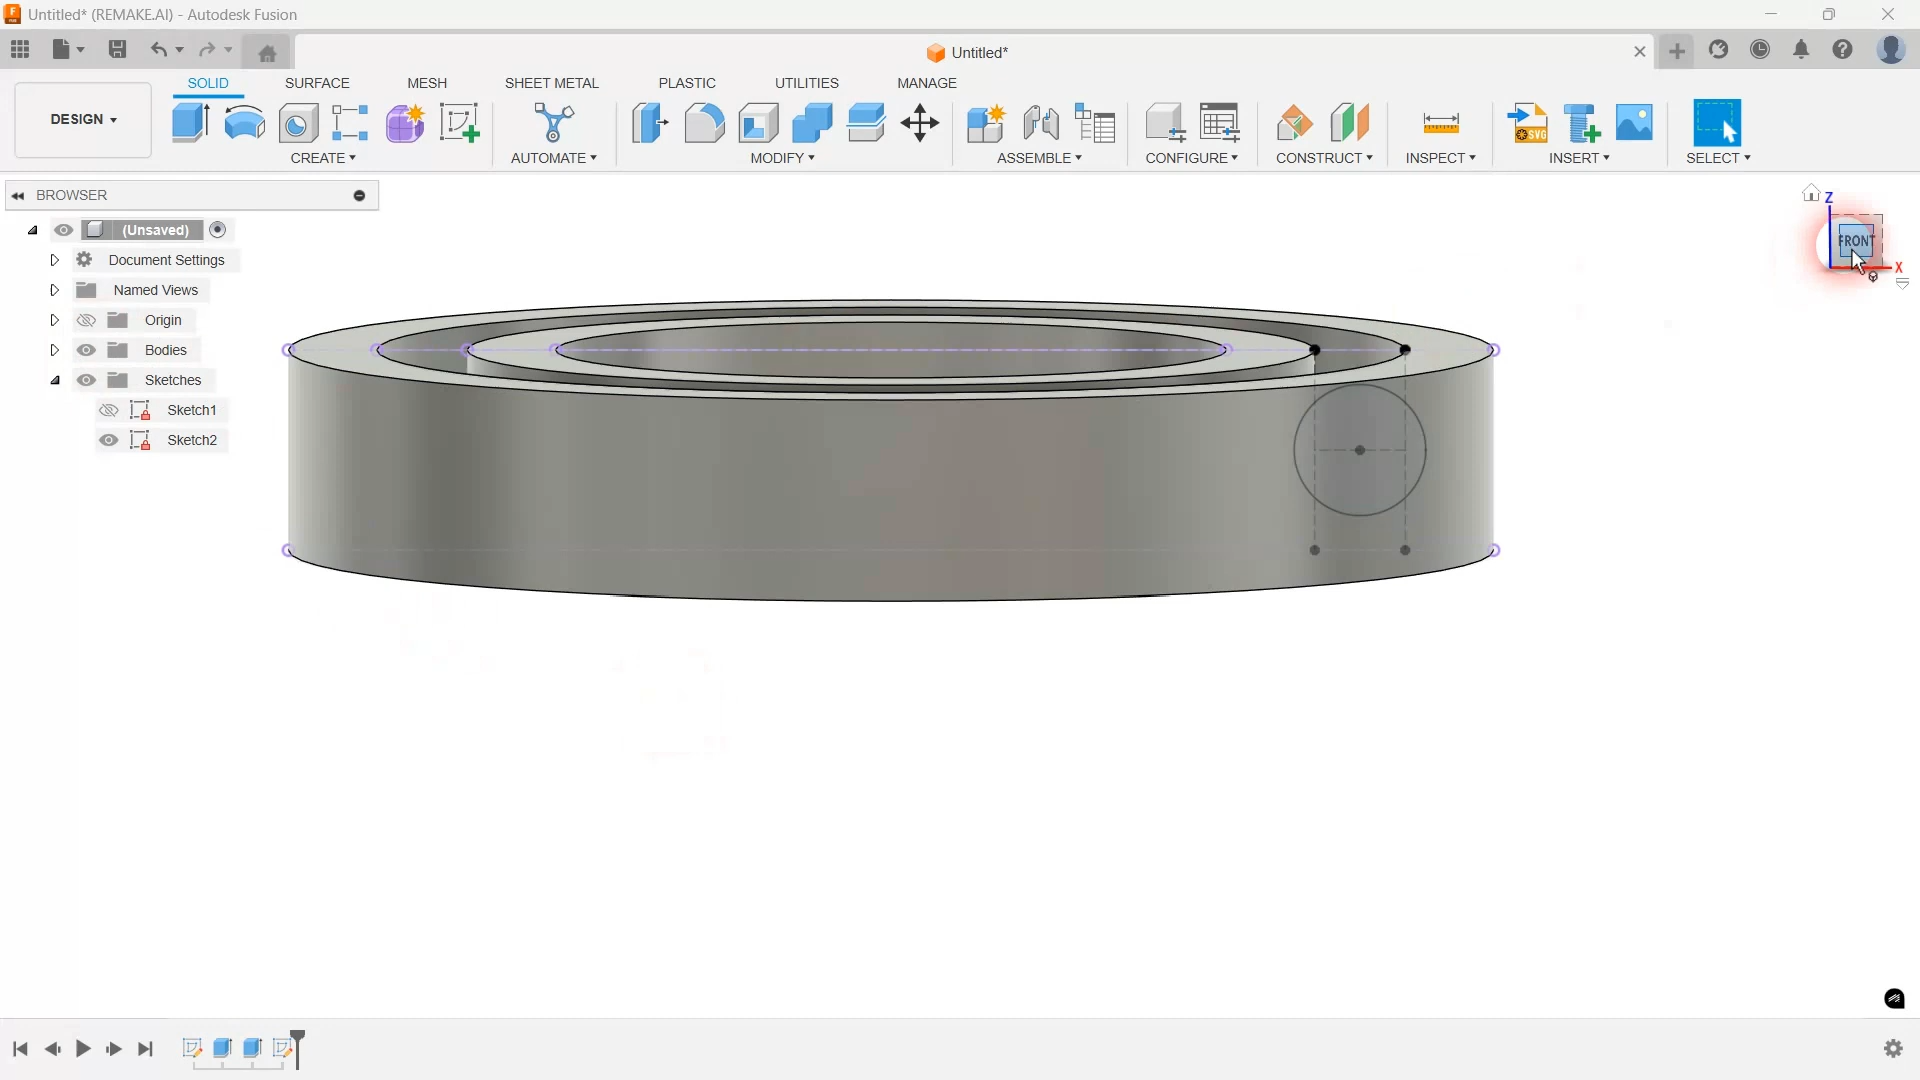 Untitled* (REMAKE.AI) - Autodesk Fusion
Untitled*
SOLID SURFACE MESH SHEET METAL PLASTIC UTILITIES MANAGE
DESIGN
CREATE AUTOMATE MODIFY ASSEMBLE CONFIGURE CONSTRUCT INSPECT INSERT SELECT
SVG
BROWSER
(Unsaved)
Document Settings
Named Views
Origin
Bodies
Sketches
Sketch1
Sketch2
Z
FRONT
X